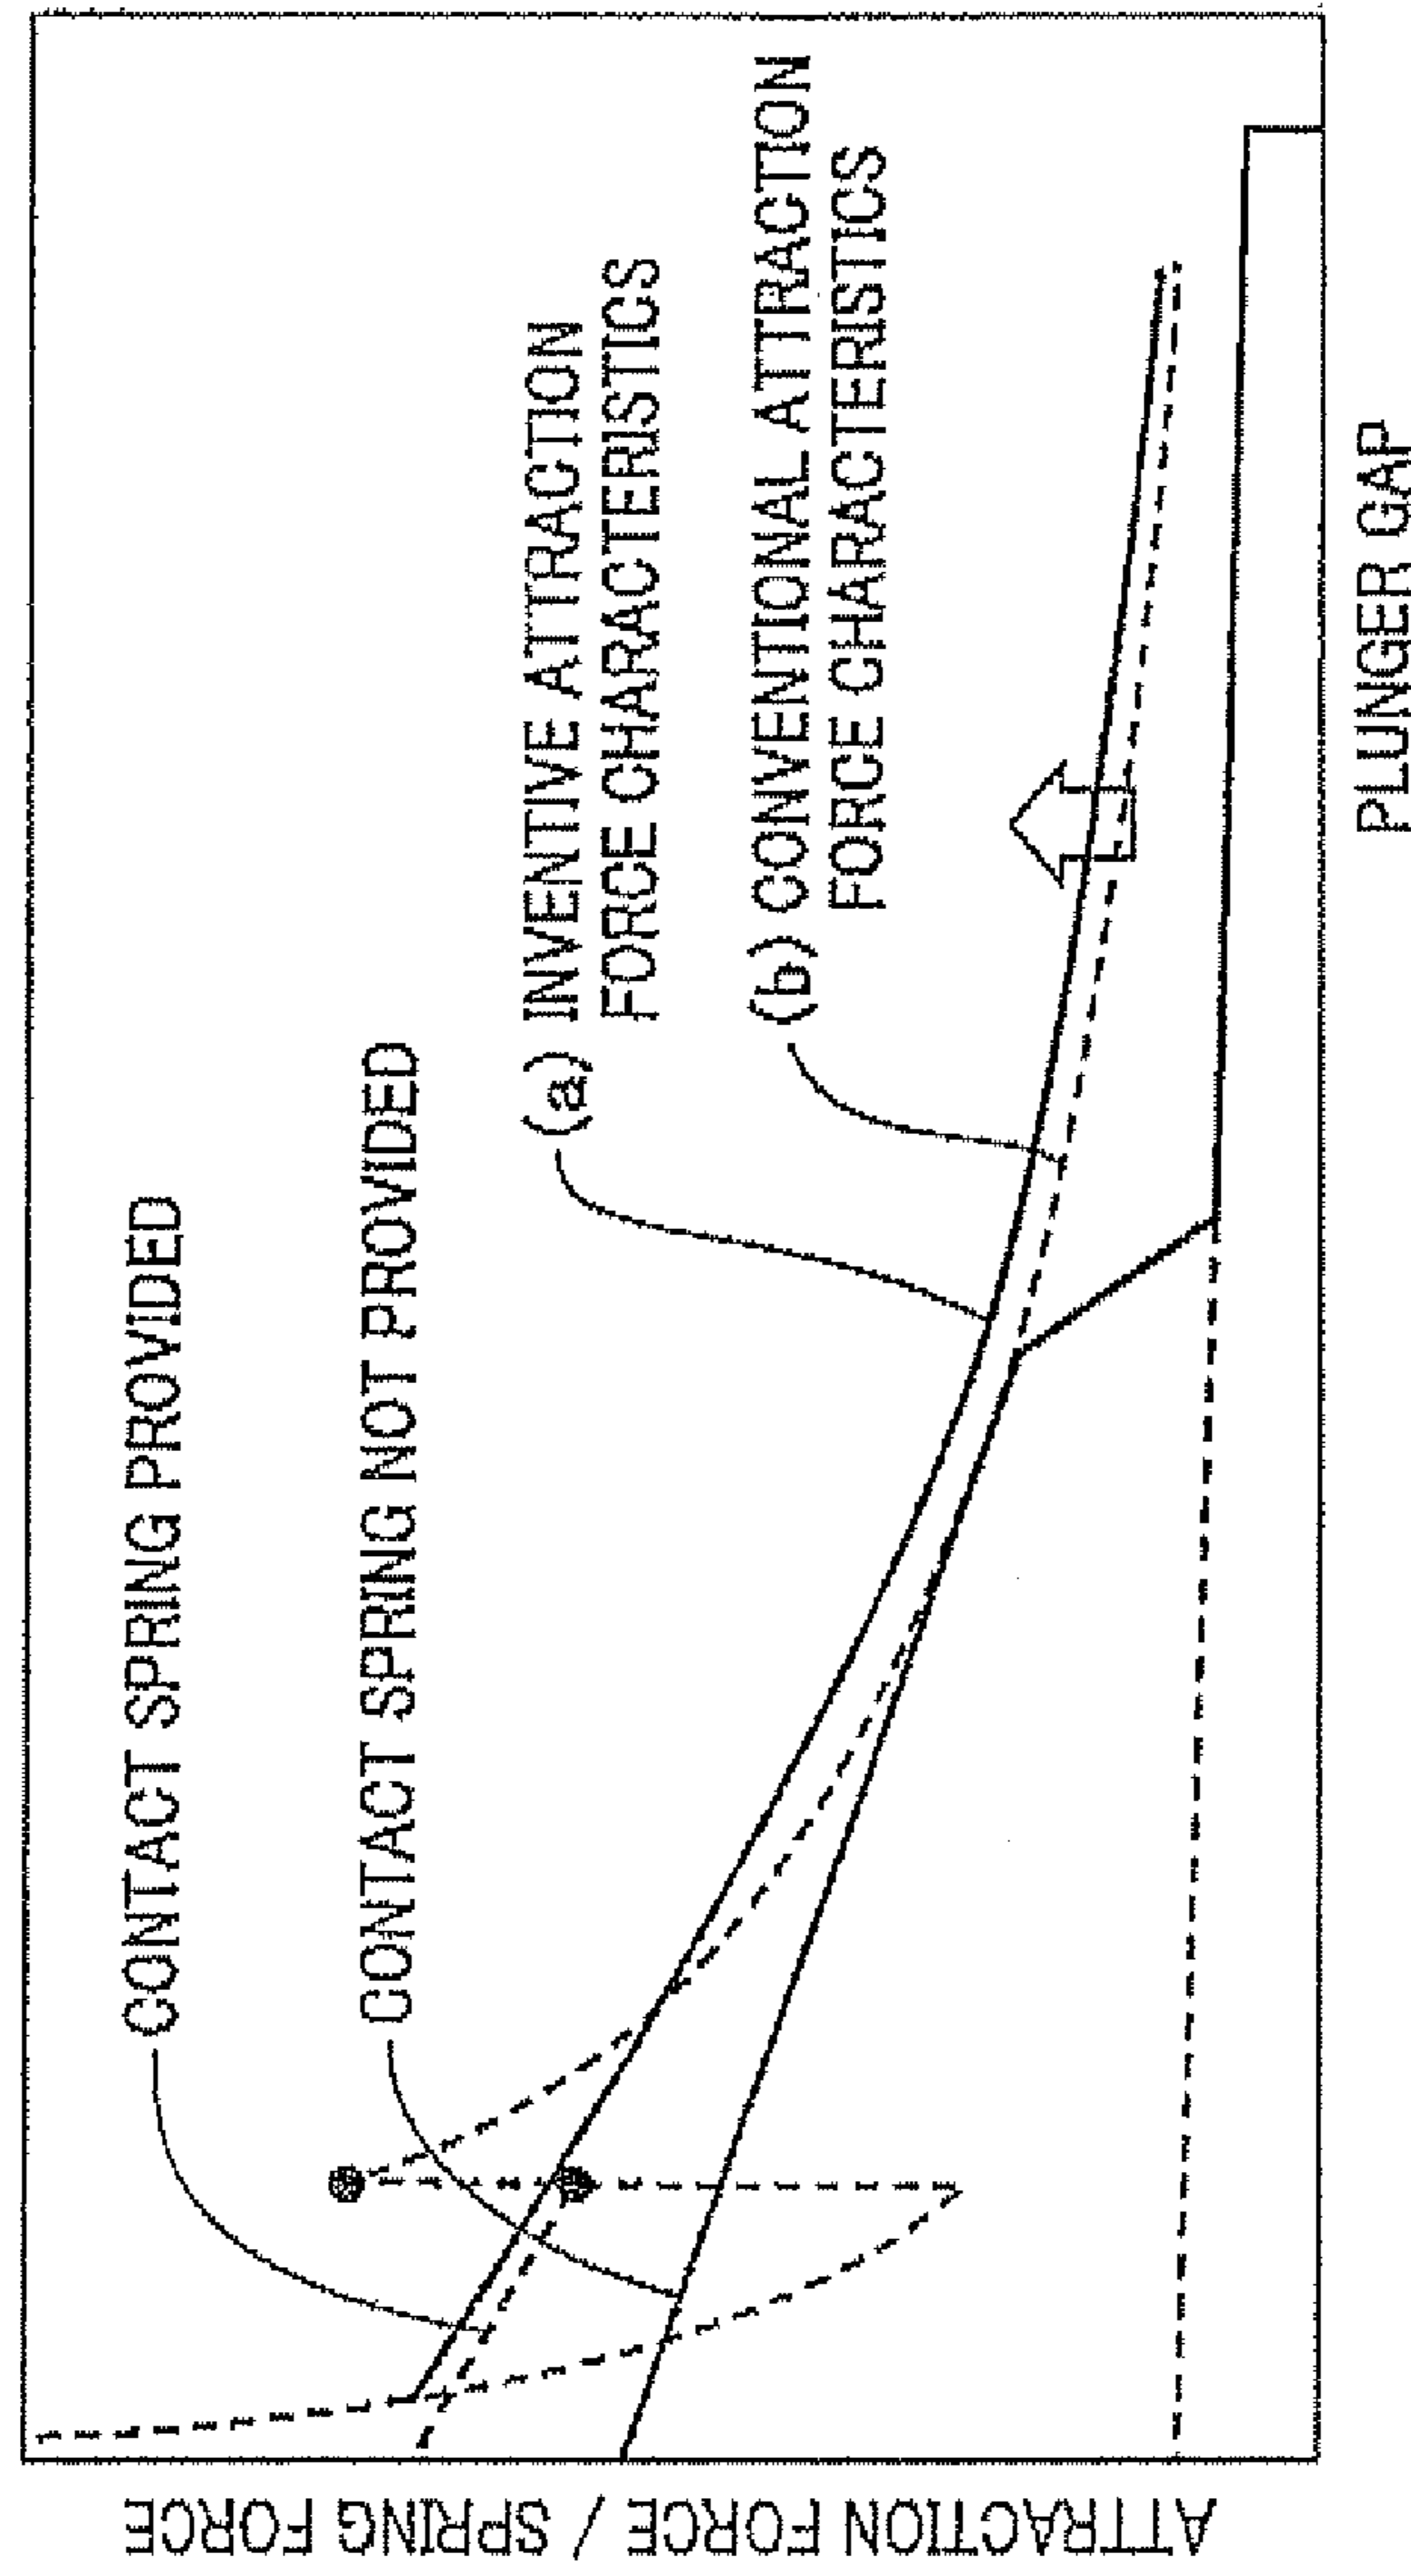 CONTACT SPRING PROVIDED
CONTACT SPRING NOT PROVIDED
(a) INVENTIVE ATTRACTION
FORCE CHARACTERISTICS
(b) CONVENTIONAL ATTRACTION
FORCE CHARACTERISTICS
ATTRACTION FORCE / SPRING FORCE
PLUNGER GAP